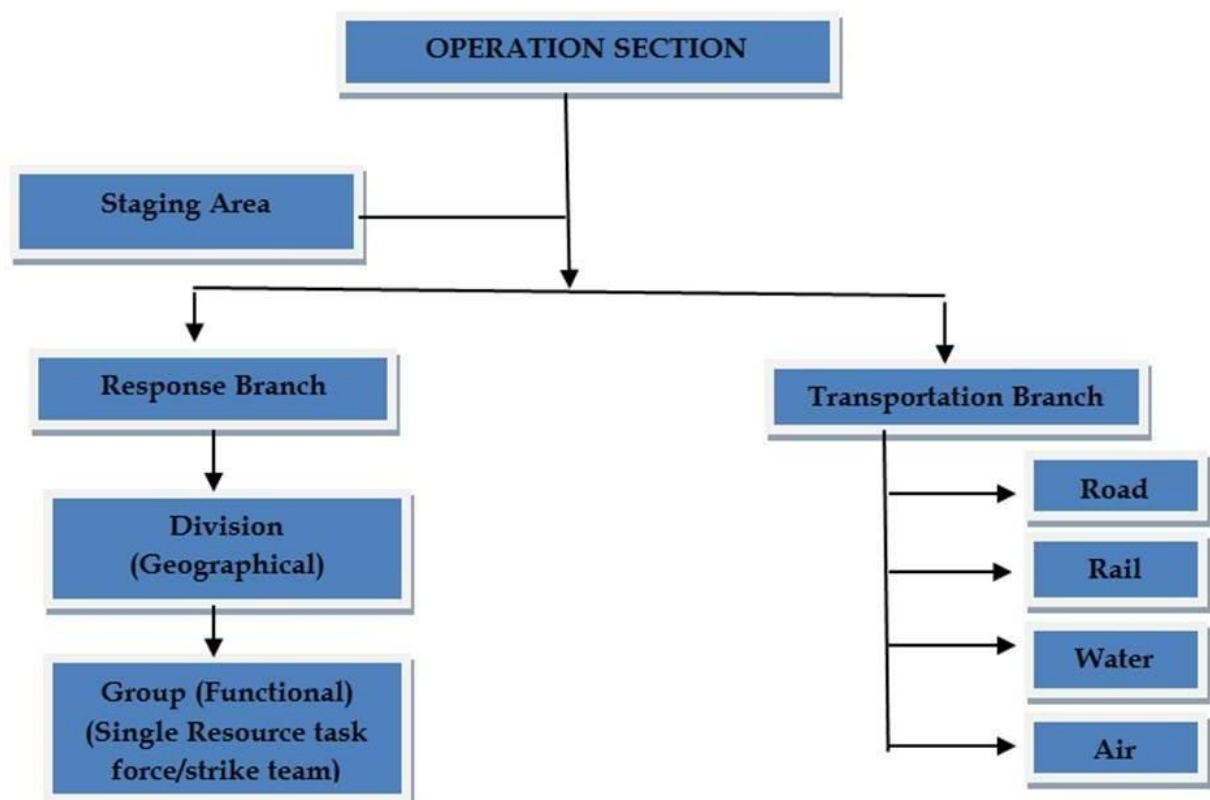 OPERATION SECTION
Staging Area
Response Branch
Transportation Branch
Division
(Geographical)
Group (Functional)
(Single Resource task
force/strike team)
Road
Rail
Water
Air